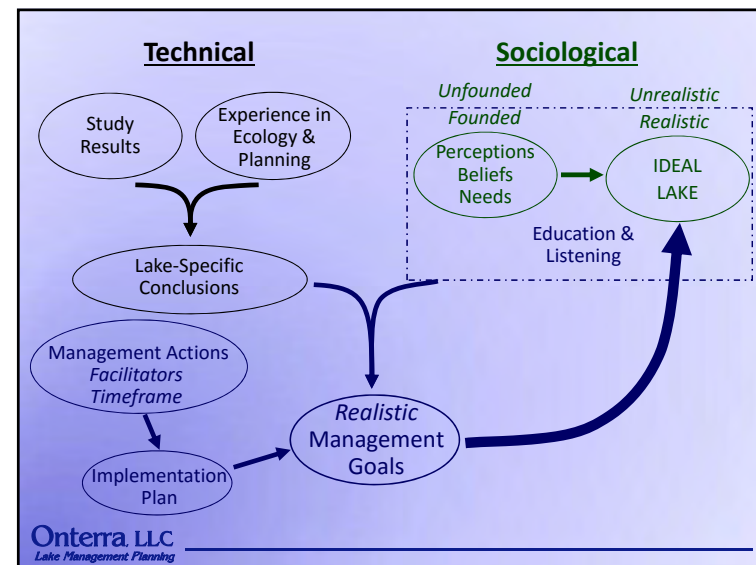 Technical
Sociological
Study
Results
Experience in
Ecology &
Planning
Unfounded
Founded
Perceptions
Beliefs
Needs
Unrealistic
Realistic
IDEAL
LAKE
Education &
Listening
Lake-Specific
Conclusions
Management Actions
Facilitators
Timeframe
Implementation
Plan
Realistic
Management
Goals
Onterra, LLC
Lake Management Planning